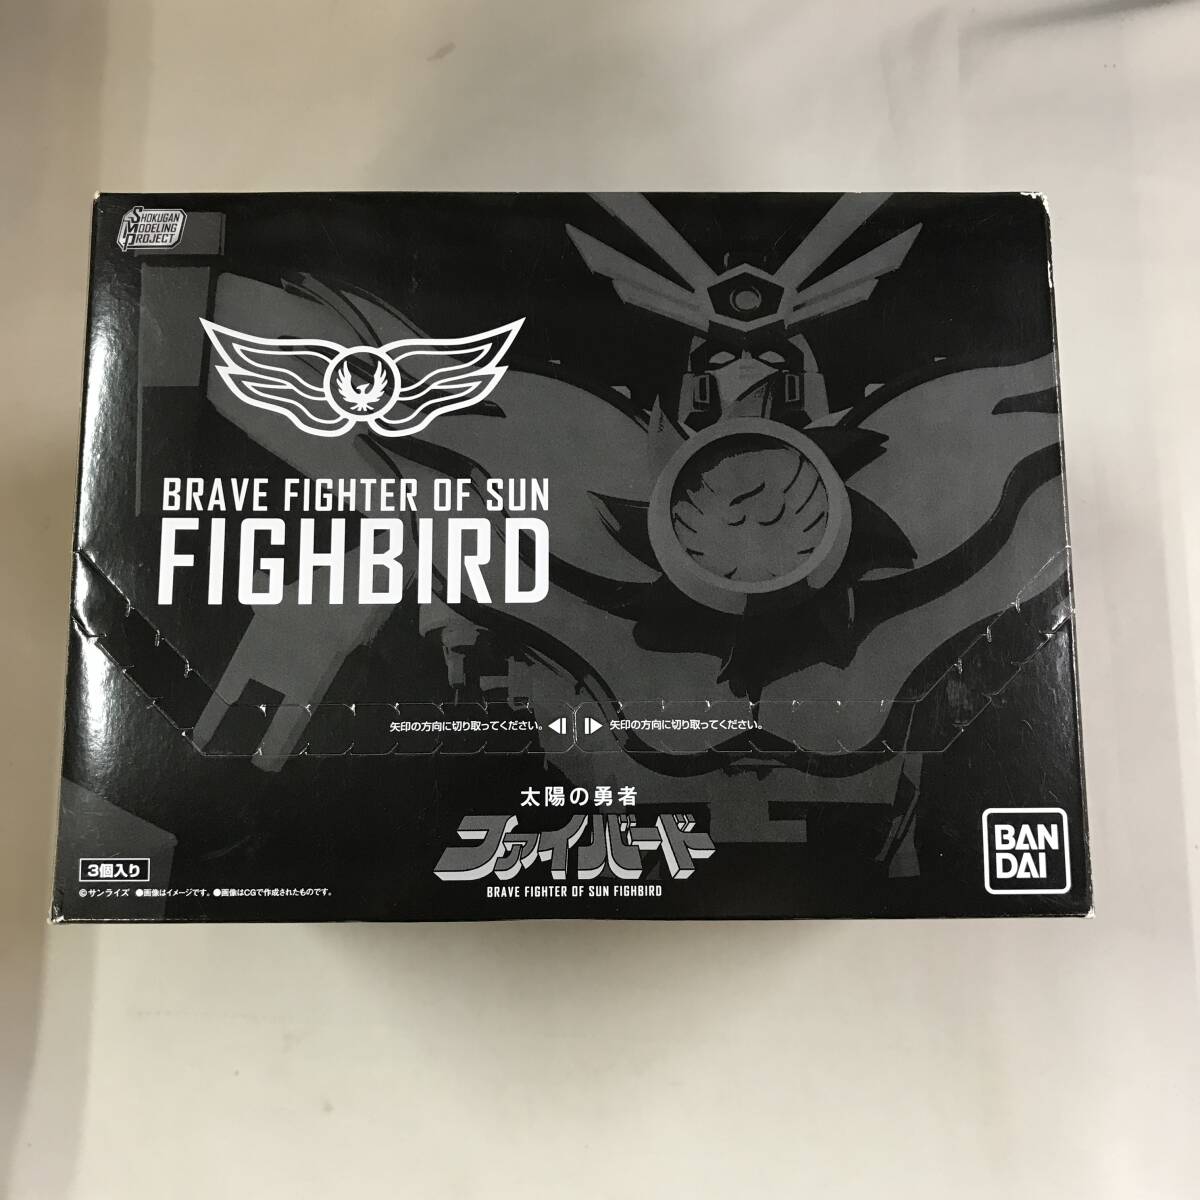 SHOKUGAN
MODELING
PROJECT
BRAVE FIGHTER OF SUN
FIGHBIRD
矢印の方向に切り取ってください。
矢印の方向に切り取ってください。
太陽の勇者
ファイバード
BRAVE FIGHTER OF SUN FIGHBIRD
3個入り
©サンライズ ●画像はイメージです。●画像はCGで作成されたものです。
BAN
DAI